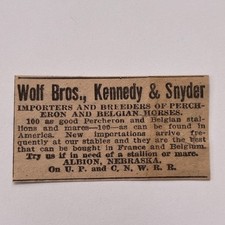 Wolf Bros., Kennedy & Snyder
IMPORTERS AND BREEDERS OF PERCH-
ERON AND BELGIAN HORSES.
100 as good Percheron and Belgian stal-
lions and mares—100—as can be found in
America. New importations arrive fre-
quently at our stables and they are the best
that can be bought in France and Belgium.
Try us if in need of a stallion or mare.
ALBION, NEBRASKA.
On U. P. and C. N. W. R. R.